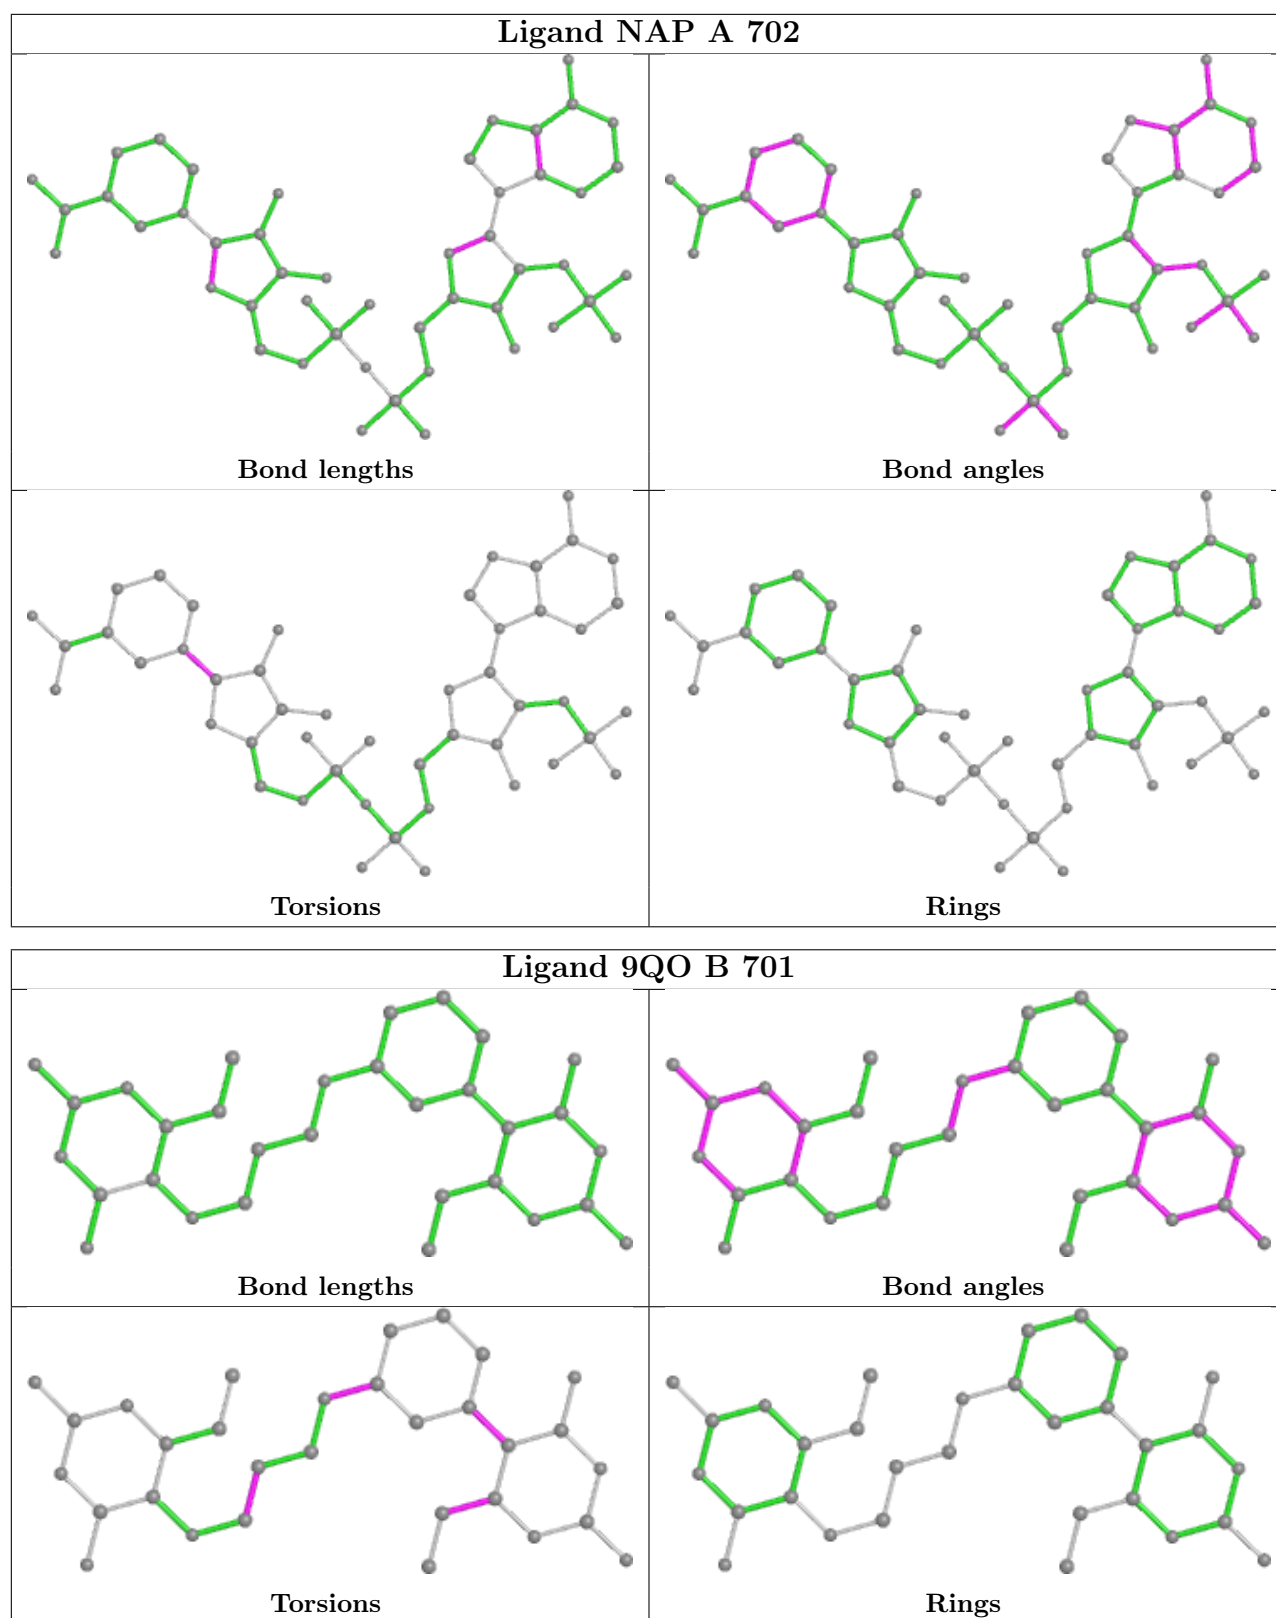 Ligand NAP A 702
Bond lengths
Bond angles
Torsions
Rings
Ligand 9QO B 701
Bond lengths
Bond angles
Torsions
Rings